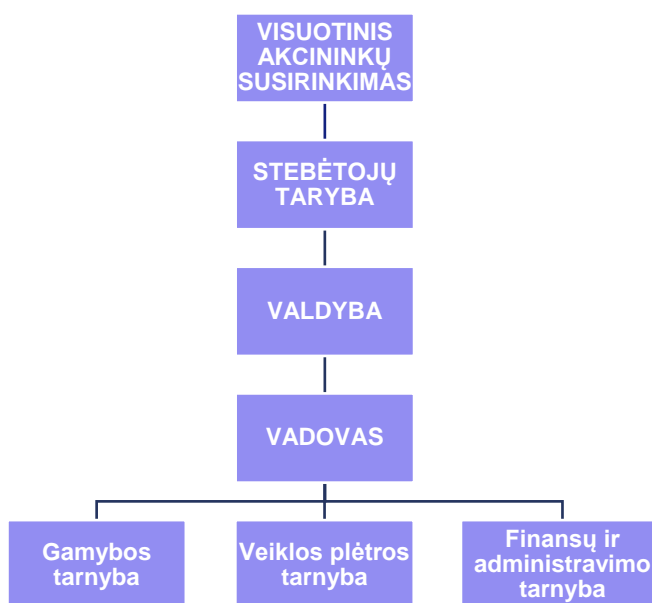 VISUOTINIS
AKCININKŲ
SUSIRINKIMAS
STEBĖTOJŲ
TARYBA
VALDYBA
VADOVAS
Gamybos
tarnyba
Veiklos plėtros
tarnyba
Finansų ir
administravimo
tarnyba